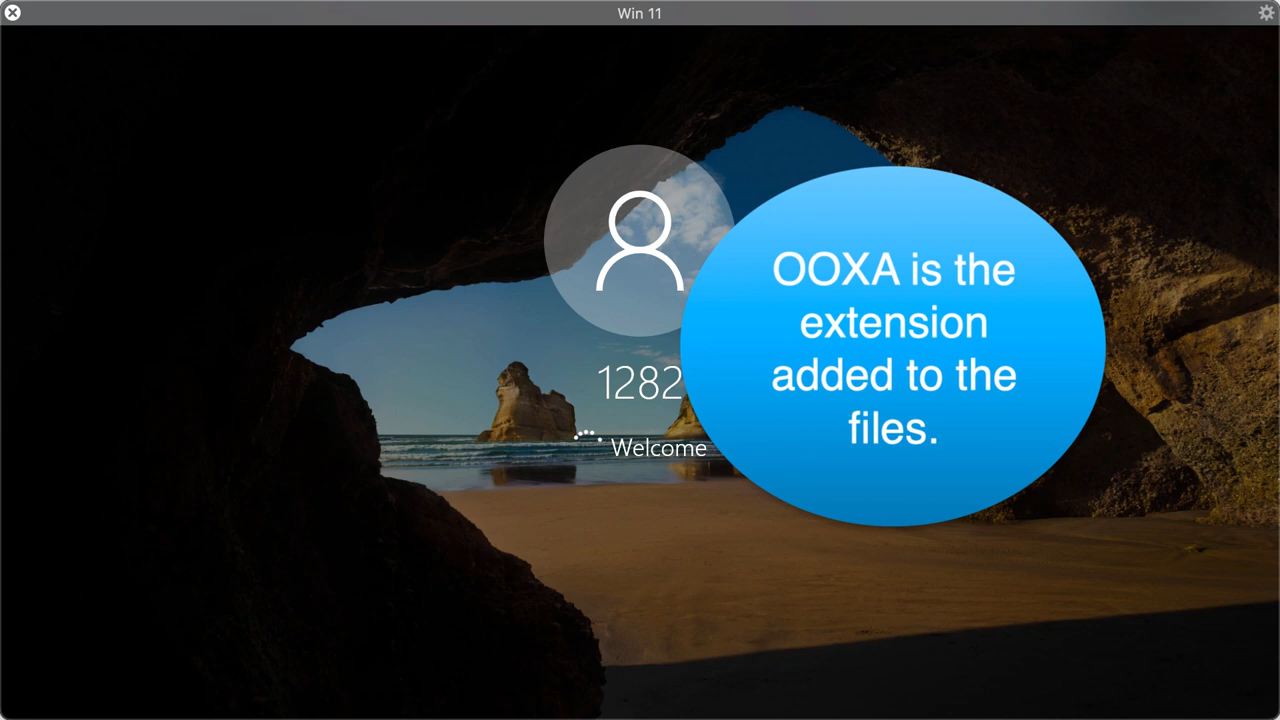 Win 11
OOXA is the
extension
added to the
files.
1282
Welcome